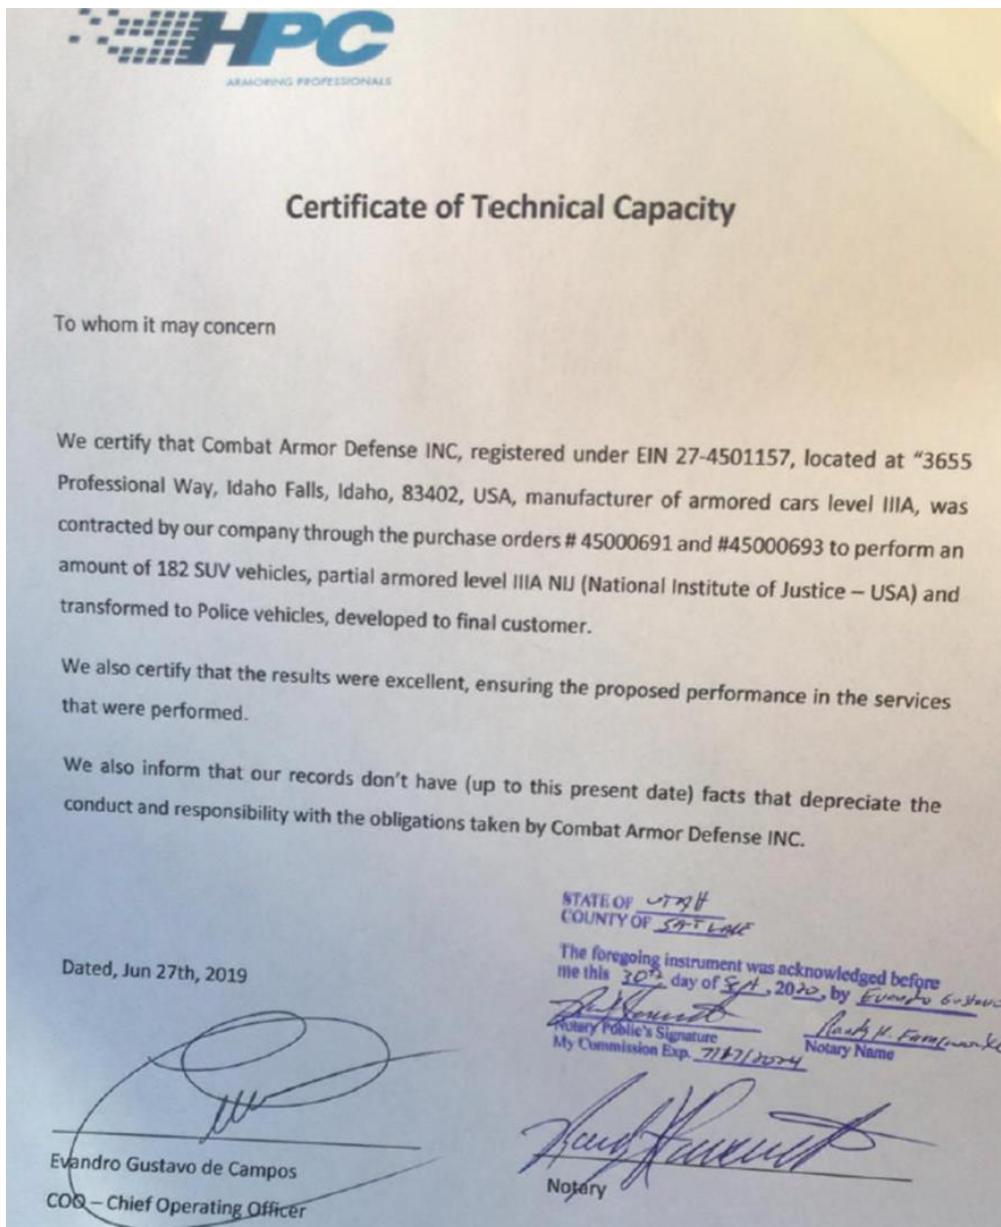 HPC
ARMORING PROFESSIONALS
Certificate of Technical Capacity
To whom it may concern
We certify that Combat Armor Defense INC, registered under EIN 27-4501157, located at “3655
Professional Way, Idaho Falls, Idaho, 83402, USA, manufacturer of armored cars level IIIA, was
contracted by our company through the purchase orders # 45000691 and #45000693 to perform an
amount of 182 SUV vehicles, partial armored level IIIA NIJ (National Institute of Justice – USA) and
transformed to Police vehicles, developed to final customer.
We also certify that the results were excellent, ensuring the proposed performance in the services
that were performed.
We also inform that our records don’t have (up to this present date) facts that depreciate the
conduct and responsibility with the obligations taken by Combat Armor Defense INC.
STATE OF UTAH
COUNTY OF SALT LAKE
The foregoing instrument was acknowledged before
me this 30th day of Sept, 2020, by Evandro Gustavo
Notary Public's Signature
Notary Name
My Commission Exp. 7/17/2024
Dated, Jun 27th, 2019
Evandro Gustavo de Campos
COO – Chief Operating Officer
Notary